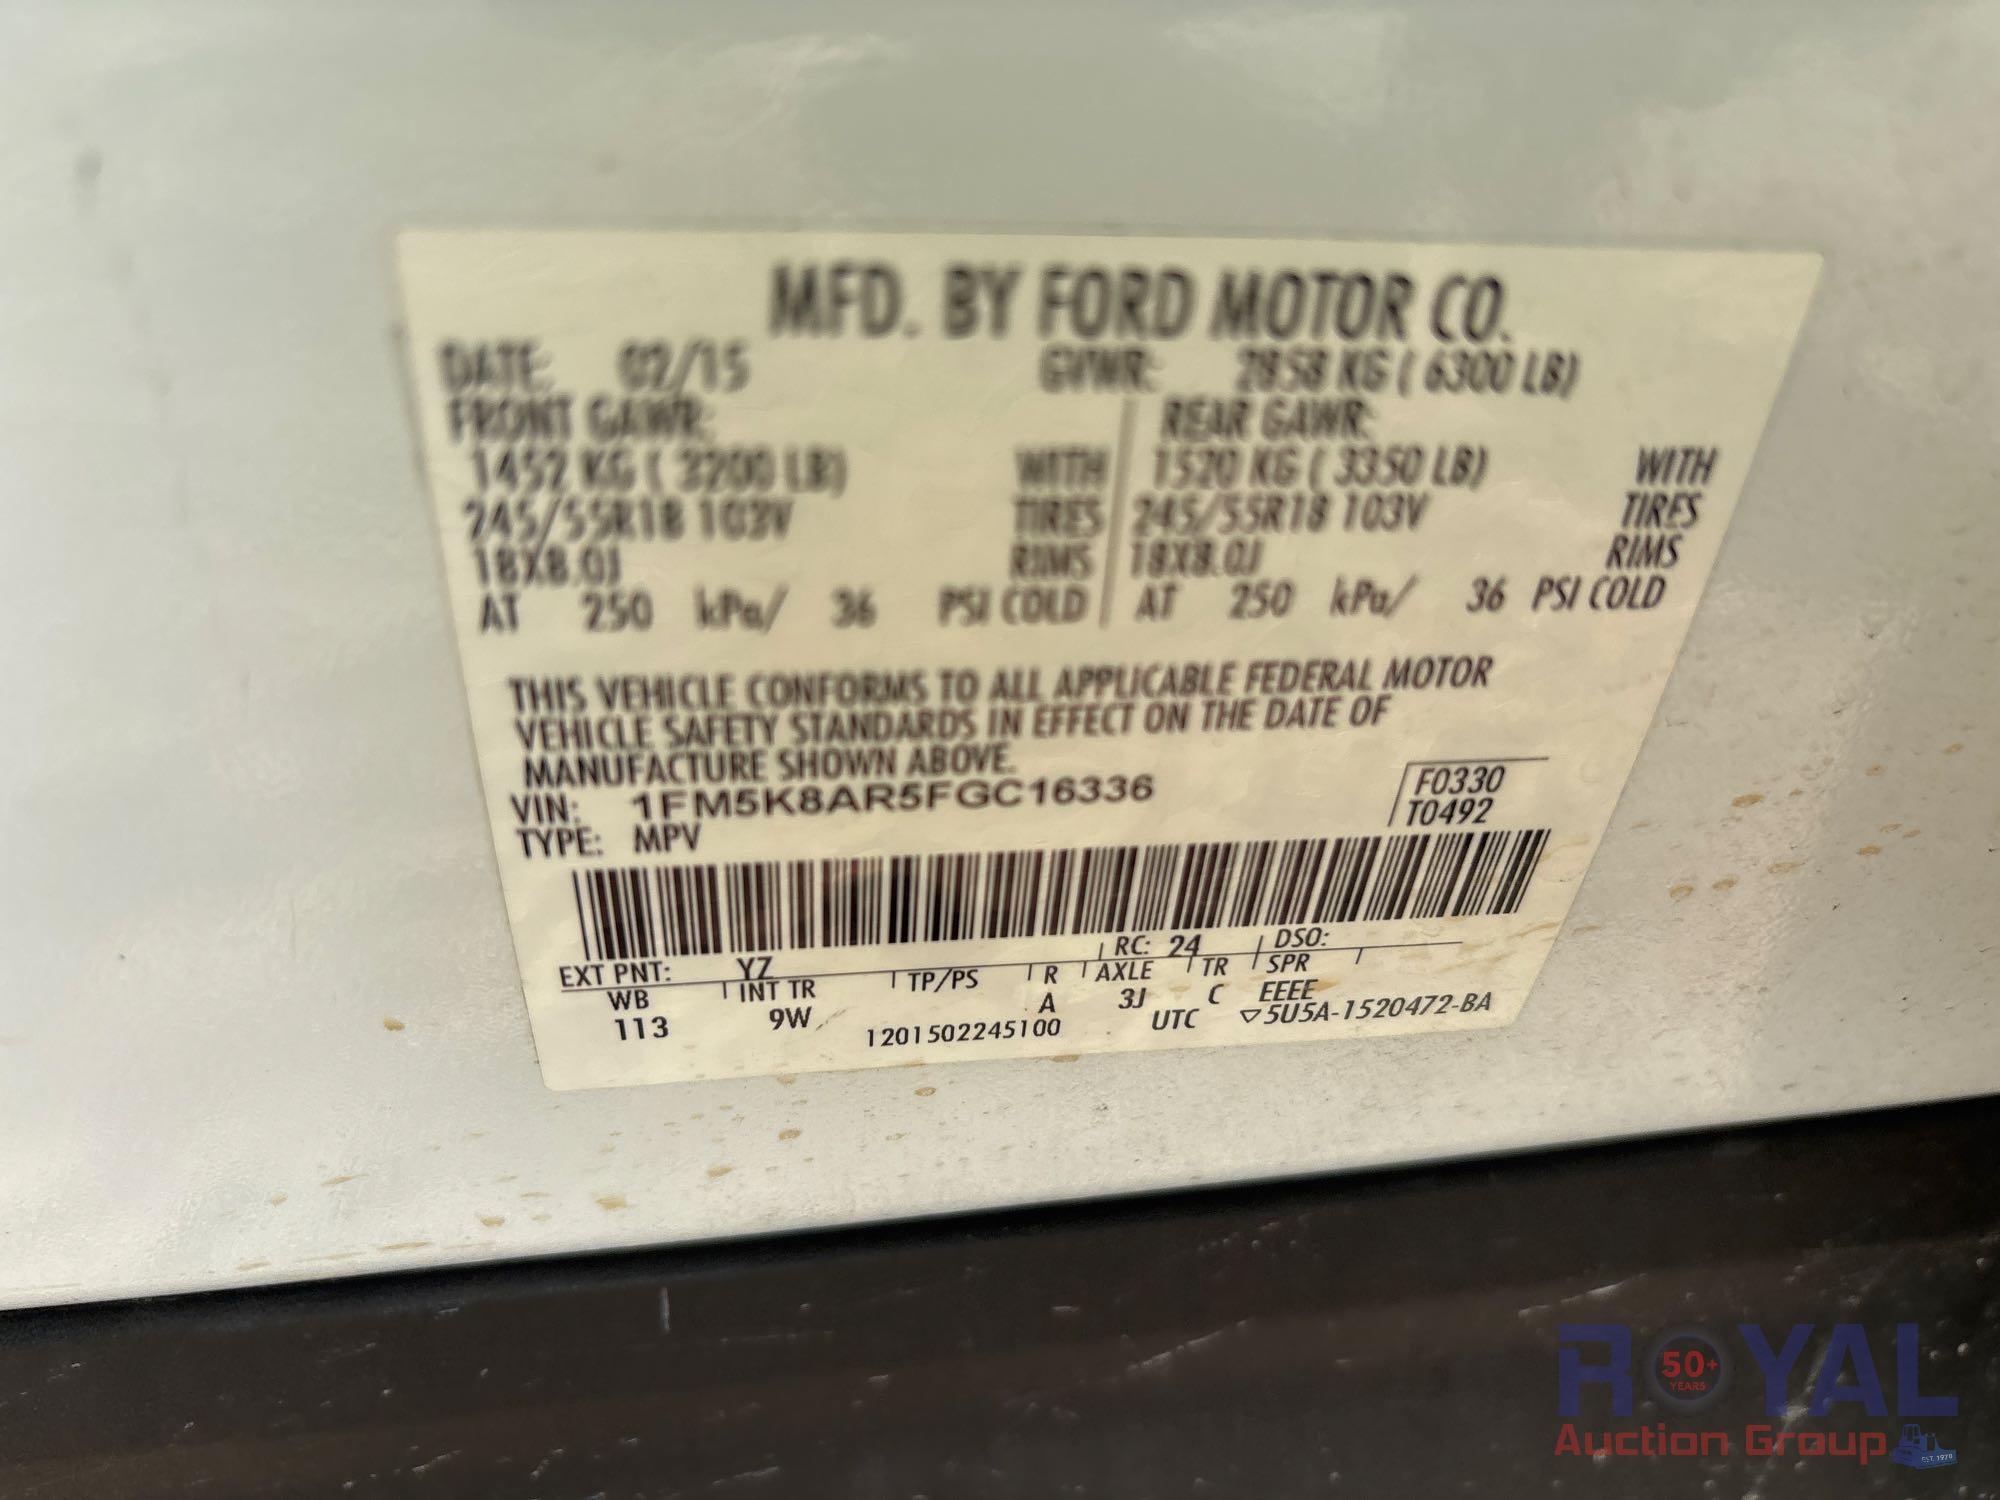 MFD. BY FORD MOTOR CO.
DATE: 02/15 GVWR: 2858 KG ( 6300 LB)
FRONT GAWR: REAR GAWR:
1452 KG ( 3200 LB) WITH 1520 KG ( 3350 LB) WITH
245/55R18 103V TIRES 245/55R18 103V TIRES
18X8.0J RIMS 18X8.0J RIMS
AT 250 kPa/ 36 PSI COLD AT 250 kPa/ 36 PSI COLD
THIS VEHICLE CONFORMS TO ALL APPLICABLE FEDERAL MOTOR
VEHICLE SAFETY STANDARDS IN EFFECT ON THE DATE OF
MANUFACTURE SHOWN ABOVE.
VIN: 1FM5K8AR5FGC16336 F0330
TYPE: MPV T0492
EXT PNT: YZ RC: 24 DSO:
WB INT TR TP/PS R AXLE TR SPR
113 9W A 3J C EEEE
1201502245100 UTC ▽5U5A-1520472-BA
ROYAL
50+
YEARS
Auction Group
EST. 1970